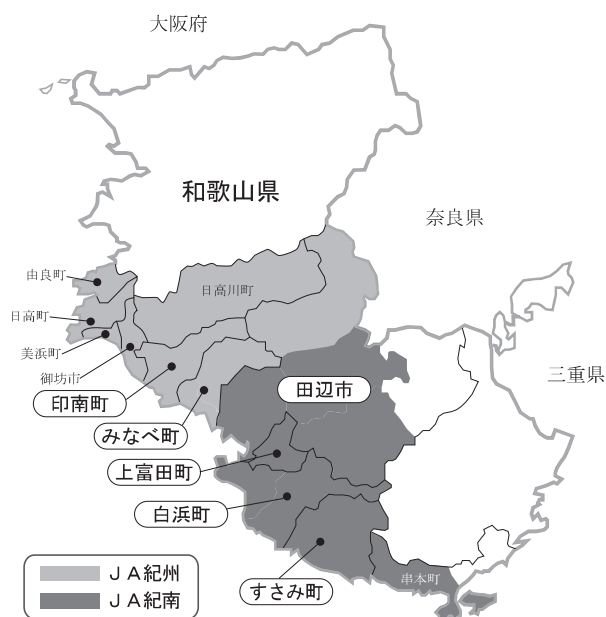 大阪府
和歌山県
奈良県
由良町
日高川町
日高町
美浜町
御坊市
三重県
印南町
田辺市
みなべ町
上富田町
白浜町
すさみ町
串本町
ＪＡ紀州
ＪＡ紀南